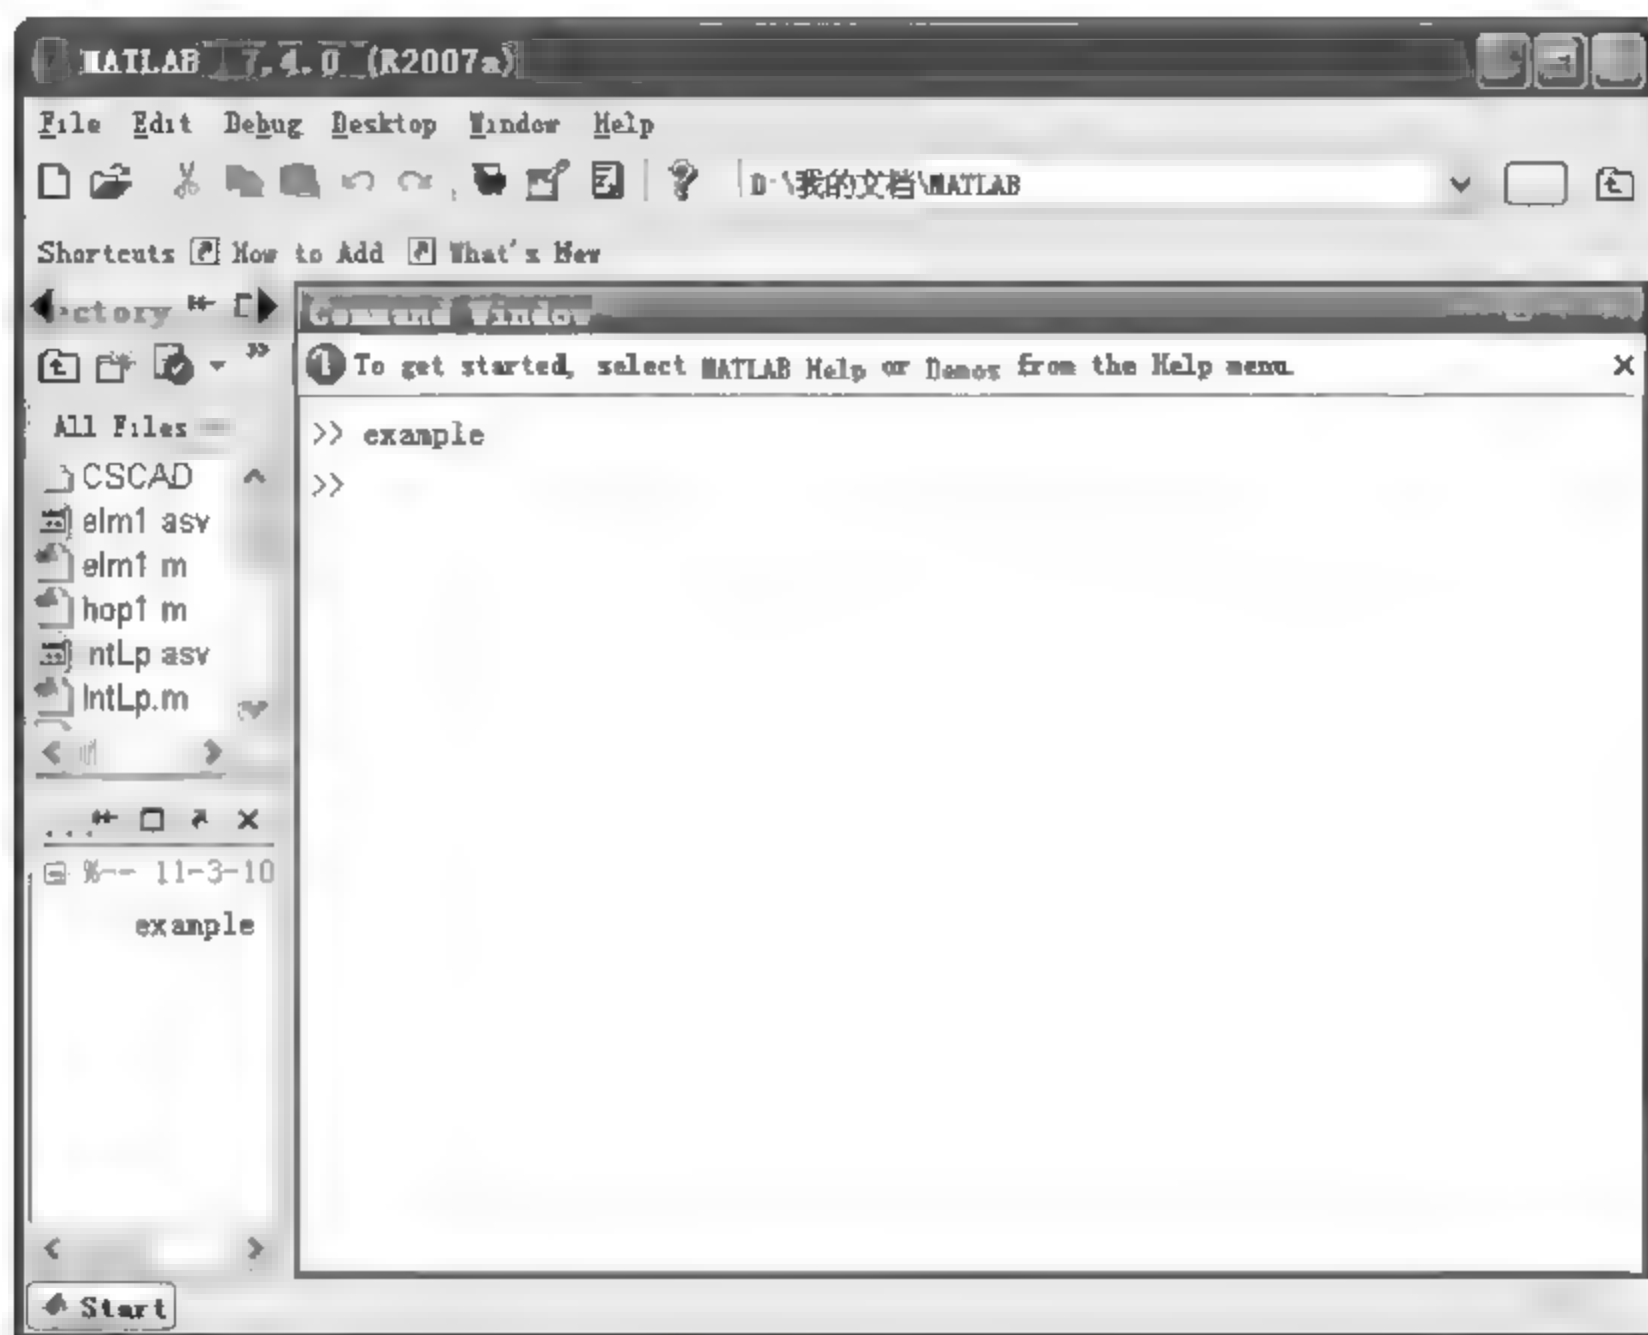 MATLAB 7.4.0 (R2007a)
File Edit Debug Desktop Window Help
D:\我的文档\MATLAB
Shortcuts How to Add What's New
ectory
Command Window
To get started, select MATLAB Help or Demos from the Help menu.
All Files
>> example
>>
CSCAD
elm1 asv
elm1 m
hop1 m
IntLp asv
IntLp.m
...
%-- 11-3-10
example
Start